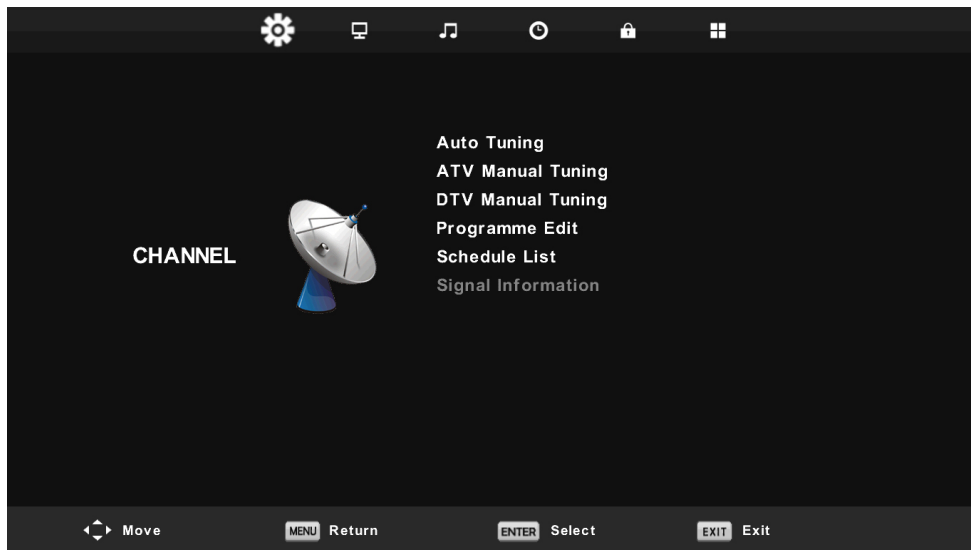 Auto Tuning
ATV Manual Tuning
DTV Manual Tuning
Programme Edit
CHANNEL
Schedule List
Signal Information
Move MENU Return ENTER Select EXIT Exit